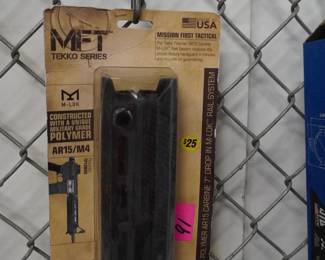 MFT
TEKKO SERIES
USA
MISSION FIRST TACTICAL
M-LOK
CONSTRUCTED
WITH A UNIQUE
MILITARY GRADE
POLYMER
AR15/M4
$25
91
POLYMER AR15 CARBINE 7" DROP IN M-LOK RAIL SYSTEM